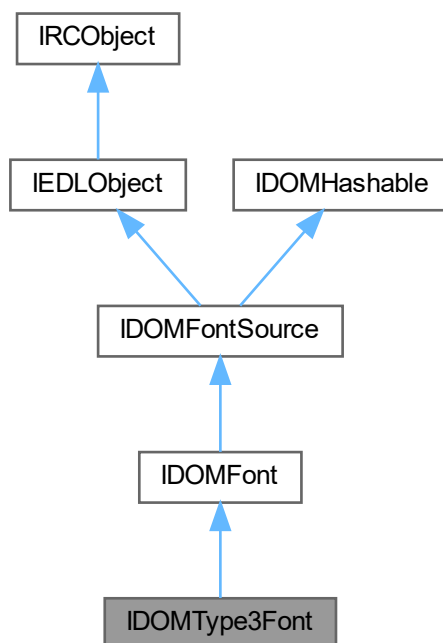 IRCObject
IEDLObject
IDOMHashable
IDOMFontSource
IDOMFont
IDOMType3Font